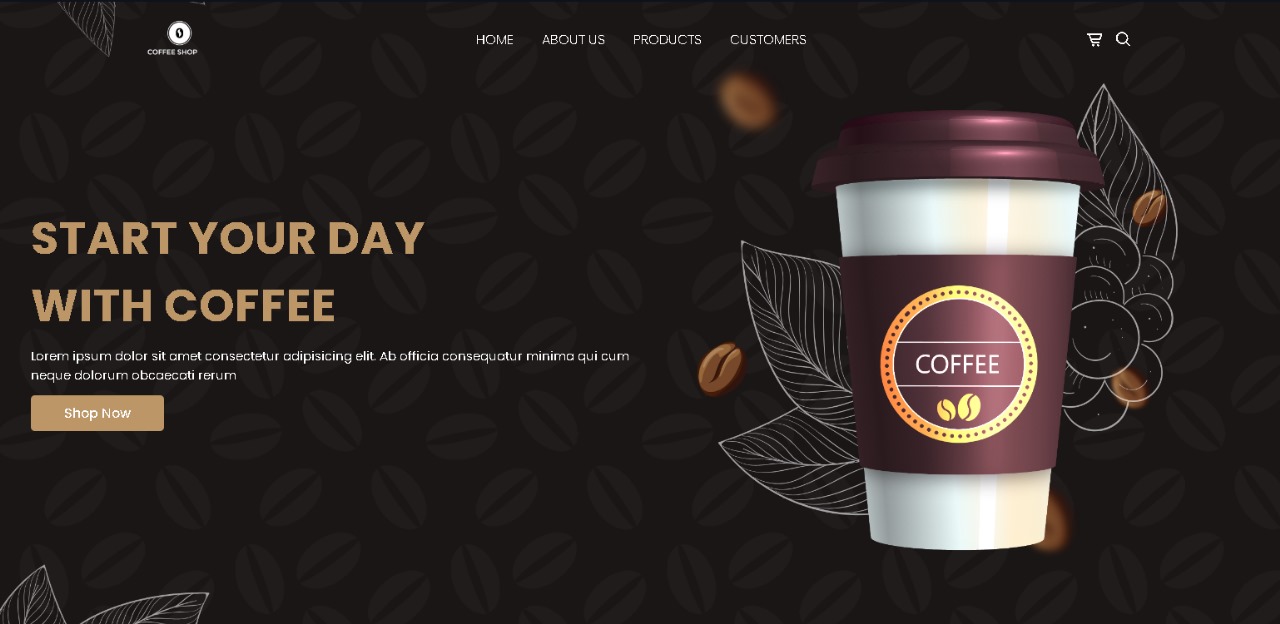 COFFEE SHOP
HOME
ABOUT US
PRODUCTS
CUSTOMERS
START YOUR DAY
WITH COFFEE
Lorem ipsum dolor sit amet consectetur adipisicing elit. Ab officia consequatur minima qui cum
neque dolorum obcaecati rerum
Shop Now
COFFEE